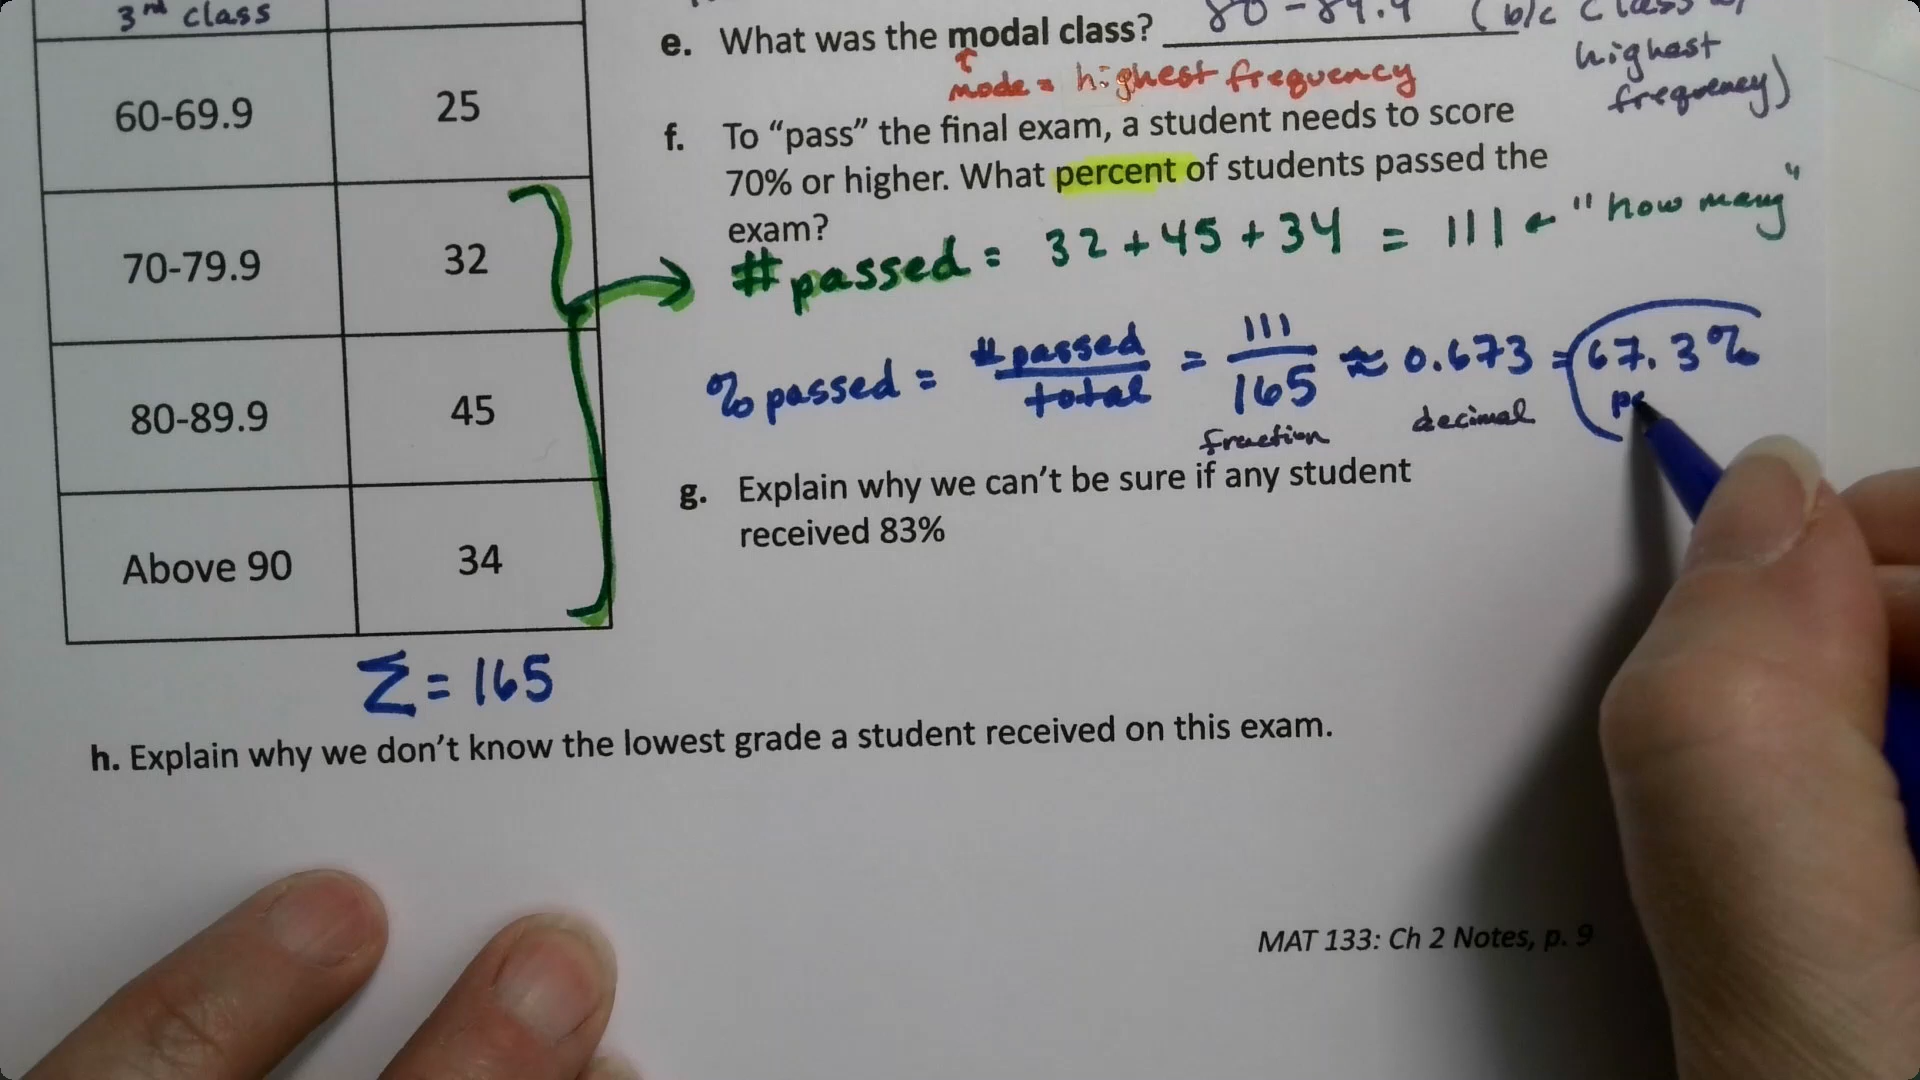 3rd class
60-69.9 25
70-79.9 32
80-89.9 45
Above 90 34
Σ = 165
e. What was the modal class? 80-89.9 (b/c class w/
highest
frequency)
↑
mode = highest frequency
f. To “pass” the final exam, a student needs to score
70% or higher. What percent of students passed the
exam?
# passed = 32 + 45 + 34 = 111 ← "how many"
% passed = # passed / total = 111 / 165 ≈ 0.673 = 67.3%
fraction decimal pe
g. Explain why we can’t be sure if any student
received 83%
h. Explain why we don’t know the lowest grade a student received on this exam.
MAT 133: Ch 2 Notes, p. 9